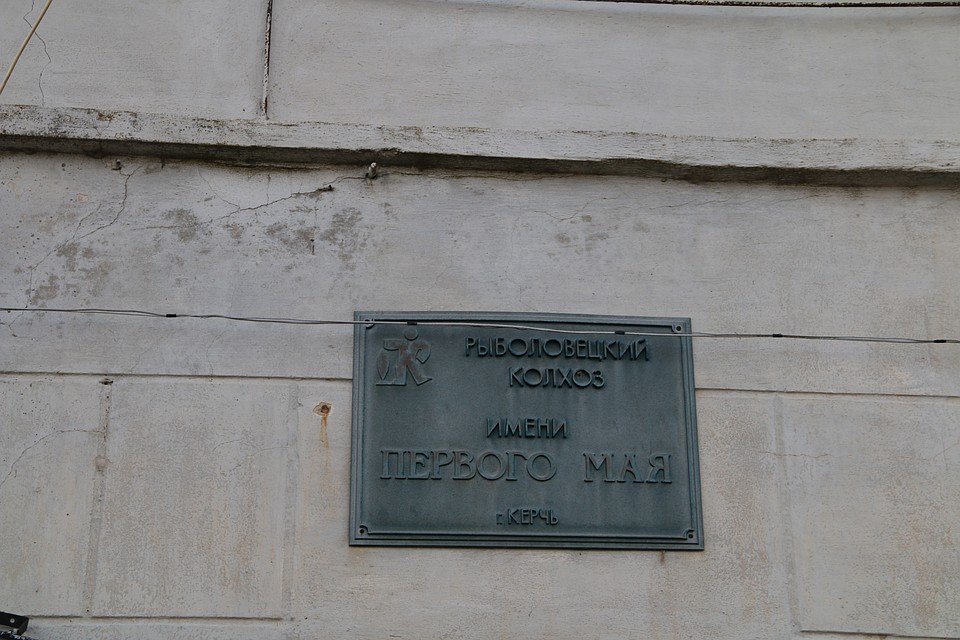 РЫБОЛОВЕЦКИЙ
КОЛХОЗ
ИМЕНИ
ПЕРВОГО МАЯ
г. КЕРЧЬ